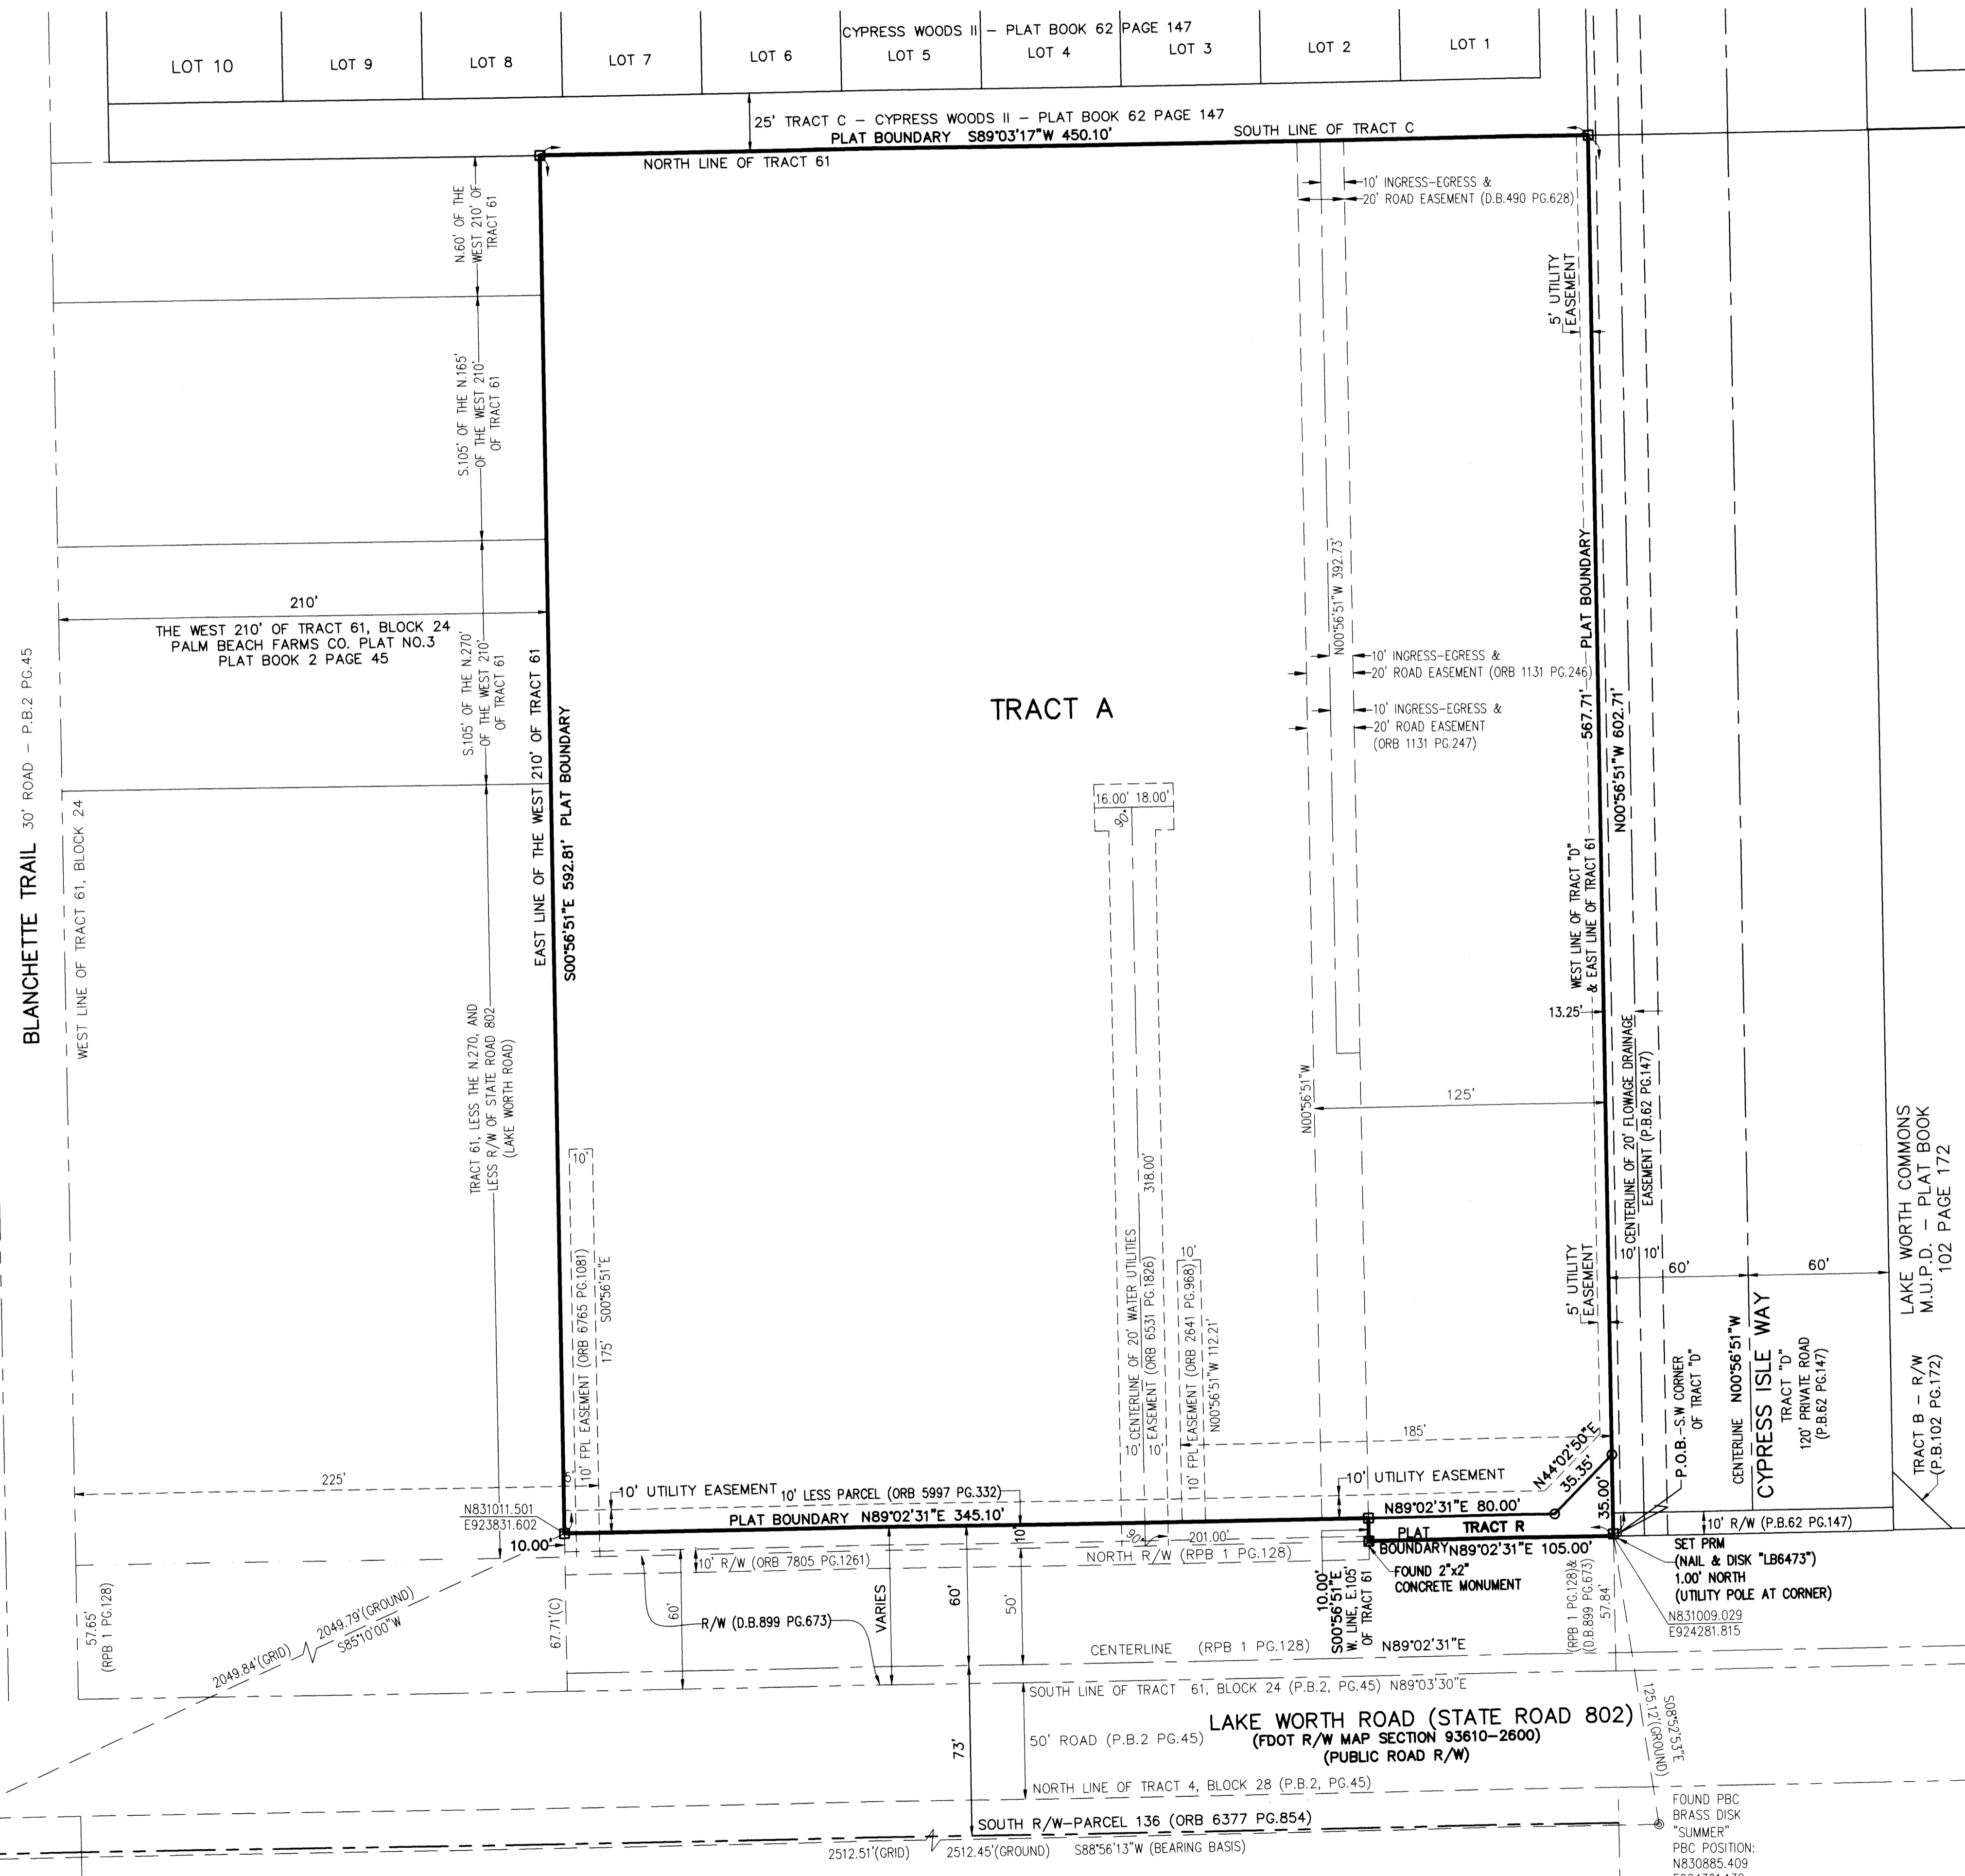 CYPRESS WOODS II – PLAT BOOK 62 PAGE 147
LOT 10
LOT 9
LOT 8
LOT 7
LOT 6
LOT 5
LOT 4
LOT 3
LOT 2
LOT 1
25' TRACT C – CYPRESS WOODS II – PLAT BOOK 62 PAGE 147
PLAT BOUNDARY S89°03'17"W 450.10'
SOUTH LINE OF TRACT C
NORTH LINE OF TRACT 61
10' INGRESS-EGRESS &
20' ROAD EASEMENT (D.B.490 PG.628)
N.60' OF THE
WEST 210' OF
TRACT 61
5' UTILITY
EASEMENT
S.105' OF THE N.165'
OF THE WEST 210'
OF TRACT 61
210'
THE WEST 210' OF TRACT 61, BLOCK 24
PALM BEACH FARMS CO. PLAT NO.3
PLAT BOOK 2 PAGE 45
S.105' OF THE N.270'
OF THE WEST 210'
OF TRACT 61
BLANCHETTE TRAIL 30' ROAD – P.B.2 PG.45
WEST LINE OF TRACT 61, BLOCK 24
EAST LINE OF THE WEST 210' OF TRACT 61
S00°56'51"E 592.81' PLAT BOUNDARY
TRACT A
N00°56'51"W 392.73'
10' INGRESS-EGRESS &
20' ROAD EASEMENT (ORB 1131 PG.246)
10' INGRESS-EGRESS &
20' ROAD EASEMENT
(ORB 1131 PG.247)
567.71'
PLAT BOUNDARY
N00°56'51"W 602.71'
WEST LINE OF TRACT "D"
& EAST LINE OF TRACT 61
16.00' 18.00'
90°
13.25'
CENTERLINE OF 20' FLOWAGE DRAINAGE
EASEMENT (P.B.62 PG.147)
10' 10'
N00°56'51"W
125'
TRACT 61, LESS THE N.270, AND
LESS R/W OF STATE ROAD 802
(LAKE WORTH ROAD)
10'
10' FPL EASEMENT (ORB 6765 PG.1081)
175' S00°56'51"E
5'
318.00'
10' CENTERLINE OF 20' WATER UTILITIES
10' EASEMENT (ORB 6531 PG.1826)
10'
10' FPL EASEMENT (ORB 2641 PG.968)
N00°56'51"W 112.21'
5' UTILITY
EASEMENT
60'
60'
LAKE WORTH COMMONS
M.U.P.D. – PLAT BOOK
102 PAGE 172
TRACT B – R/W
(P.B.102 PG.172)
CENTERLINE N00°56'51"W
CYPRESS ISLE WAY
TRACT "D"
120' PRIVATE ROAD
(P.B.62 PG.147)
P.O.B.-S.W CORNER
OF TRACT "D"
185'
N44°02'50"E
35.35'
35.00'
225'
10' UTILITY EASEMENT
10' LESS PARCEL (ORB 5997 PG.332)
10' UTILITY EASEMENT
N831011.501
E923831.602
PLAT BOUNDARY N89°02'31"E 345.10'
N89°02'31"E 80.00'
TRACT R
PLAT
BOUNDARY N89°02'31"E 105.00'
10.00'
10'
90°
201.00'
10' R/W (P.B.62 PG.147)
10' R/W (ORB 7805 PG.1261)
NORTH R/W (RPB 1 PG.128)
FOUND 2"x2"
CONCRETE MONUMENT
SET PRM
(NAIL & DISK "LB6473")
1.00' NORTH
(UTILITY POLE AT CORNER)
N831009.029
E924281.815
10.00'
S00°56'51"E
W. LINE, E.105'
OF TRACT 61
(RPB 1 PG.128)&
(D.B.899 PG.673)
57.84'
57.65'
(RPB 1 PG.128)
2049.79'(GROUND)
2049.84'(GRID)
S85°10'00"W
67.71'(C)
60'
R/W (D.B.899 PG.673)
VARIES
60'
50'
CENTERLINE (RPB 1 PG.128)
N89°02'31"E
SOUTH LINE OF TRACT 61, BLOCK 24 (P.B.2, PG.45) N89°03'30"E
LAKE WORTH ROAD (STATE ROAD 802)
50' ROAD (P.B.2 PG.45)
(FDOT R/W MAP SECTION 93610-2600)
(PUBLIC ROAD R/W)
73'
125.12'(GROUND)
S08°52'53"E
NORTH LINE OF TRACT 4, BLOCK 28 (P.B.2, PG.45)
SOUTH R/W-PARCEL 136 (ORB 6377 PG.854)
2512.51'(GRID)
2512.45'(GROUND)
S88°56'13"W (BEARING BASIS)
FOUND PBC
BRASS DISK
"SUMMER"
PBC POSITION:
N830885.409